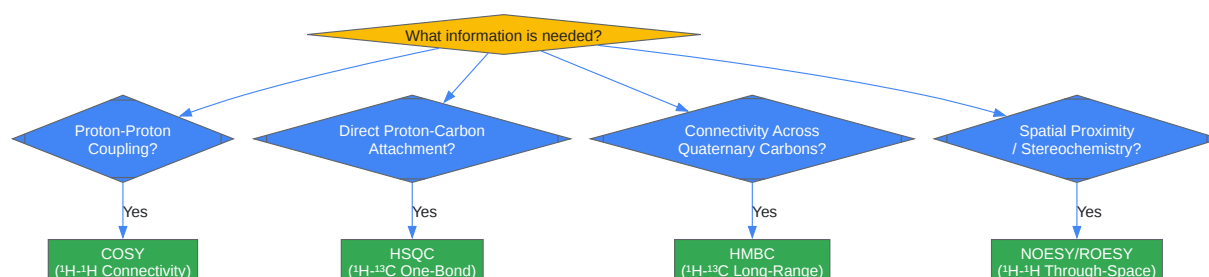 What information is needed?
Proton-Proton
Coupling?
Direct Proton-Carbon
Attachment?
Connectivity Across
Quaternary Carbons?
Spatial Proximity
/ Stereochemistry?
Yes
Yes
Yes
Yes
COSY
(¹H-¹H Connectivity)
HSQC
(¹H-¹³C One-Bond)
HMBC
(¹H-¹³C Long-Range)
NOESY/ROESY
(¹H-¹H Through-Space)